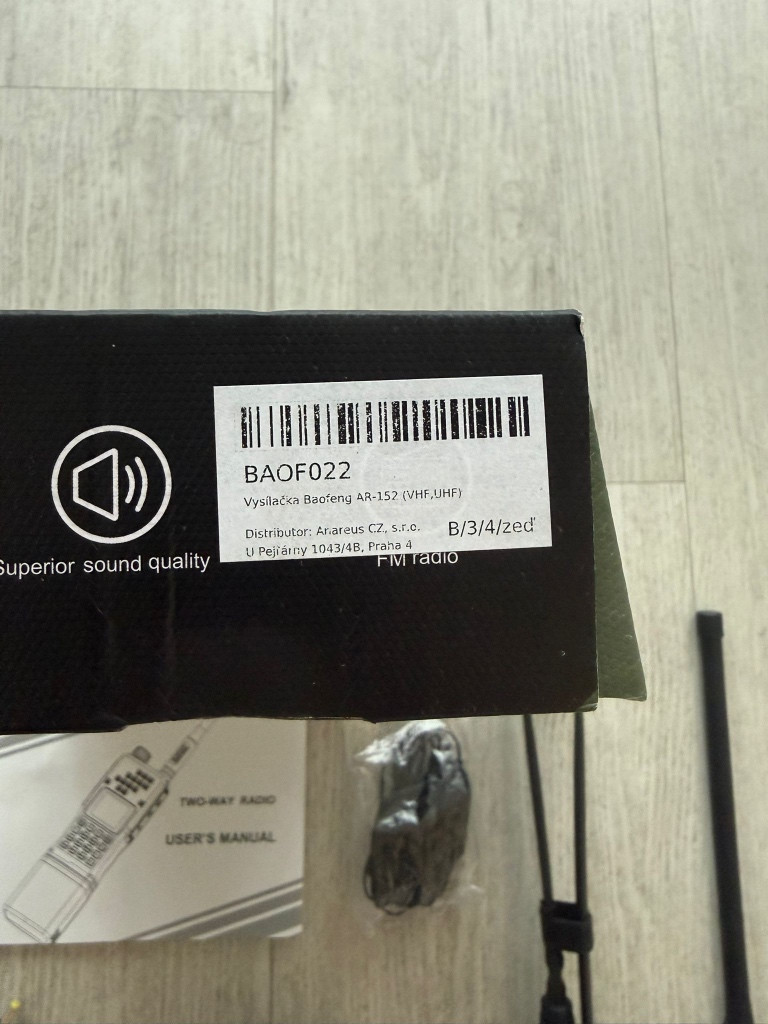 BAOF022
Vysílačka Baofeng AR-152 (VHF,UHF)
Distributor: Anareus CZ, s.r.o.
B/3/4/zeď
U Pejřárny 1043/4B, Praha 4
Superior sound quality
FM radio
TWO-WAY RADIO
USER'S MANUAL